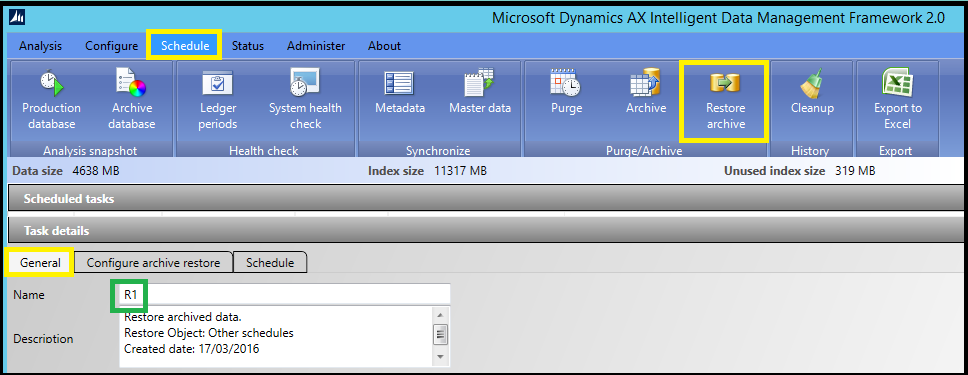 Microsoft Dynamics AX Intelligent Data Management Framework 2.0
Analysis Configure Schedule Status Administer About
Production database
Archive database
Ledger periods
System health check
Metadata
Master data
Purge
Archive
Restore archive
Cleanup
Export to Excel
Analysis snapshot Health check Synchronize Purge/Archive History Export
Data size 4638 MB Index size 11317 MB Unused index size 319 MB
Scheduled tasks
Task details
General Configure archive restore Schedule
Name R1
Description
Restore archived data.
Restore Object: Other schedules
Created date: 17/03/2016